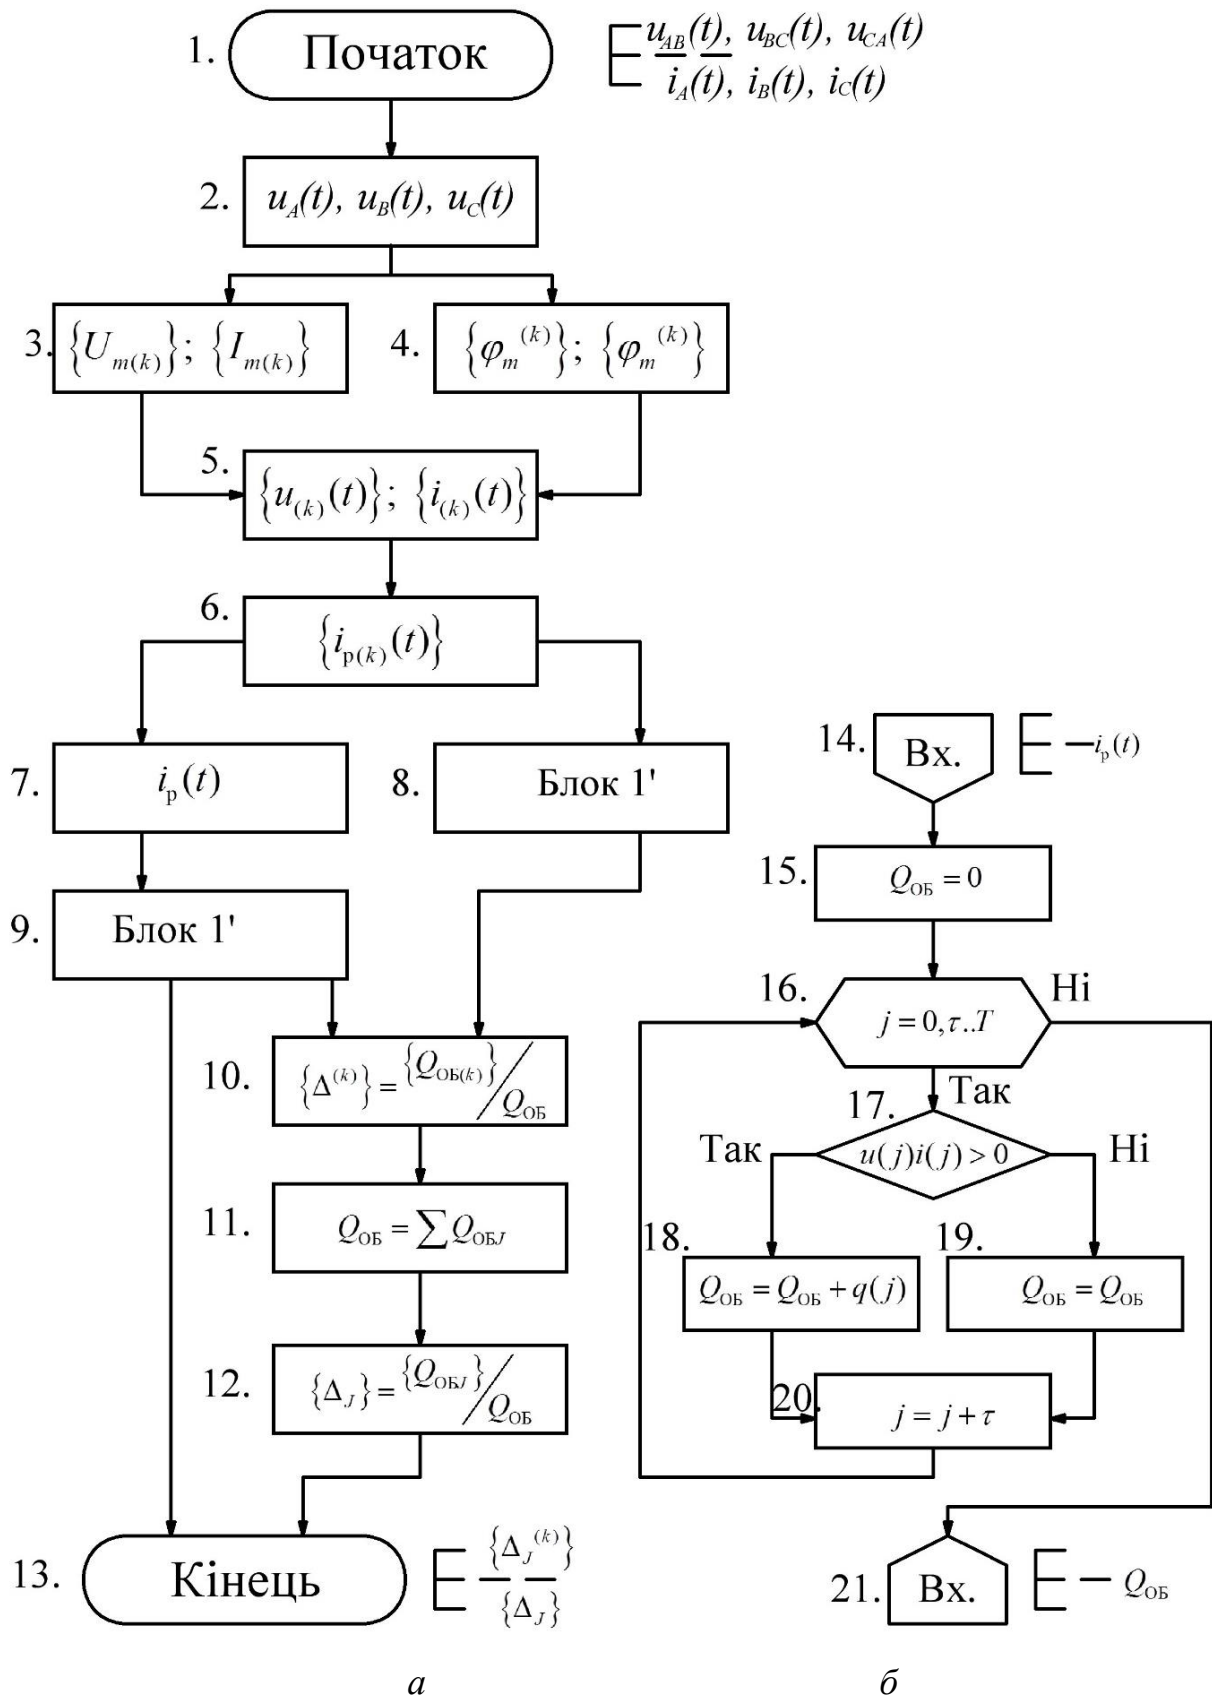 1. Початок
u_AB(t), u_BC(t), u_CA(t)
i_A(t), i_B(t), i_C(t)
2. u_A(t), u_B(t), u_C(t)
3. {U_m(k)}; {I_m(k)}
4. {φ_m^(k)}; {φ_m^(k)}
5. {u_(k)(t)}; {i_(k)(t)}
6. {i_р(k)(t)}
7. i_р(t)
8. Блок 1'
9. Блок 1'
10. {Δ^(k)} = {Q_ОБ(k)}/Q_ОБ
11. Q_ОБ = ∑Q_ОБJ
12. {Δ_J} = {Q_ОБJ}/Q_ОБ
13. Кінець
{Δ_J^(k)}
{Δ_J}
а
14. Вх.
i_р(t)
15. Q_ОБ = 0
16. j = 0,τ..T
Ні
Так
17. u(j)i(j) > 0
Так
Ні
18. Q_ОБ = Q_ОБ + q(j)
19. Q_ОБ = Q_ОБ
20. j = j + τ
21. Вх.
Q_ОБ
б